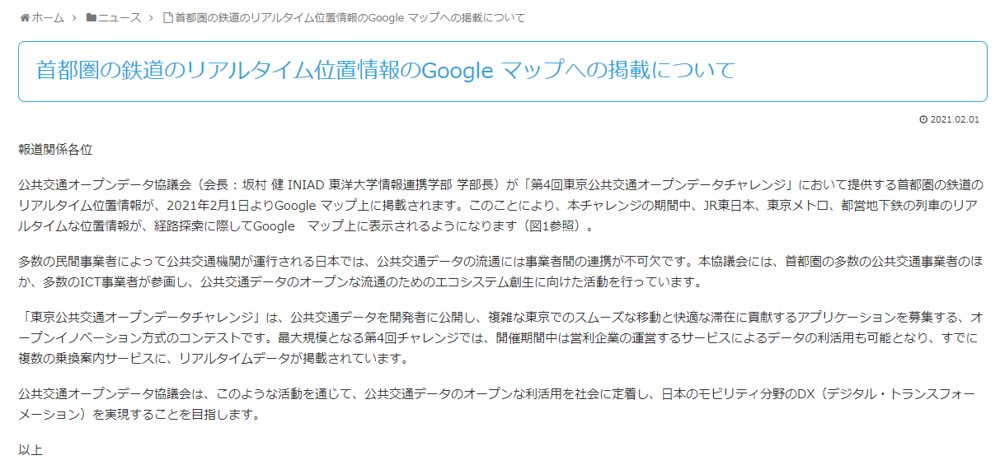 ホーム > ニュース > 首都圏の鉄道のリアルタイム位置情報のGoogle マップへの掲載について
首都圏の鉄道のリアルタイム位置情報のGoogle マップへの掲載について
2021.02.01
報道関係各位
公共交通オープンデータ協議会（会長：坂村 健 INIAD 東洋大学情報連携学部 学部長）が「第4回東京公共交通オープンデータチャレンジ」において提供する首都圏の鉄道の
リアルタイム位置情報が、2021年2月1日よりGoogle マップ上に掲載されます。このことにより、本チャレンジの期間中、JR東日本、東京メトロ、都営地下鉄の列車のリア
ルタイムな位置情報が、経路探索に際してGoogle　マップ上に表示されるようになります（図1参照）。
多数の民間事業者によって公共交通機関が運行される日本では、公共交通データの流通には事業者間の連携が不可欠です。本協議会には、首都圏の多数の公共交通事業者のほ
か、多数のICT事業者が参画し、公共交通データのオープンな流通のためのエコシステム創生に向けた活動を行っています。
「東京公共交通オープンデータチャレンジ」は、公共交通データを開発者に公開し、複雑な東京でのスムーズな移動と快適な滞在に貢献するアプリケーションを募集する、オ
ープンイノベーション方式のコンテストです。最大規模となる第4回チャレンジでは、開催期間中は営利企業の運営するサービスによるデータの利活用も可能となり、すでに
複数の乗換案内サービスに、リアルタイムデータが掲載されています。
公共交通オープンデータ協議会は、このような活動を通じて、公共交通データのオープンな利活用を社会に定着し、日本のモビリティ分野のDX（デジタル・トランスフォー
メーション）を実現することを目指します。
以上